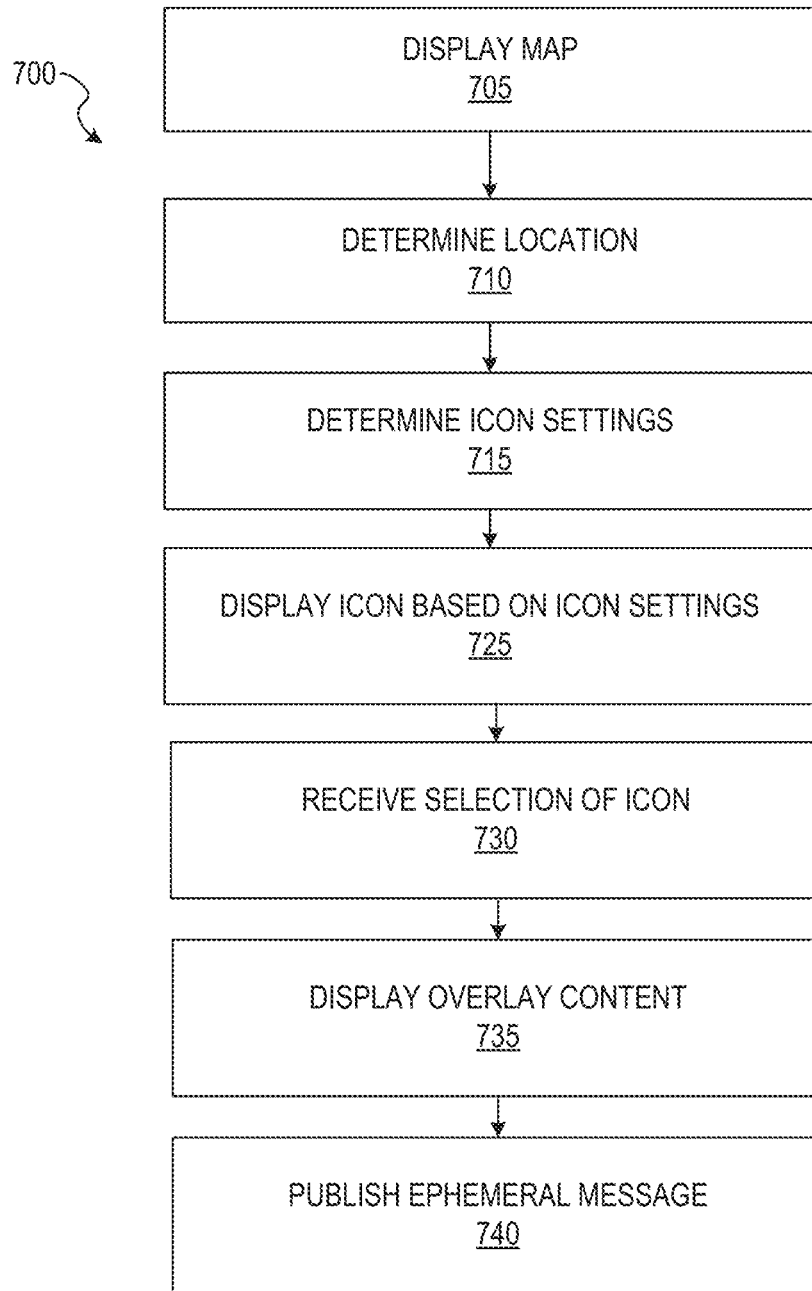 700
DISPLAY MAP
705
DETERMINE LOCATION
710
DETERMINE ICON SETTINGS
715
DISPLAY ICON BASED ON ICON SETTINGS
725
RECEIVE SELECTION OF ICON
730
DISPLAY OVERLAY CONTENT
735
PUBLISH EPHEMERAL MESSAGE
740